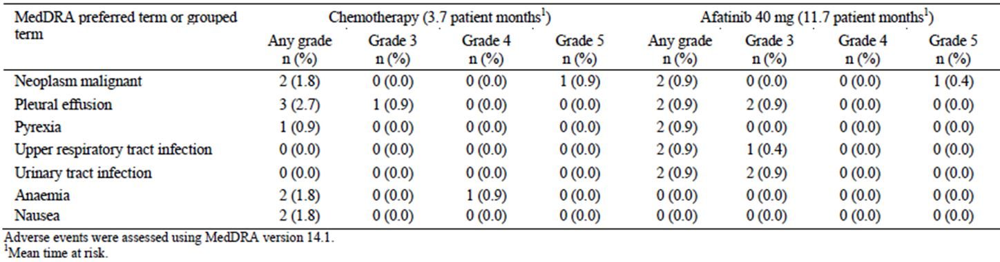 MedDRA preferred term or grouped term Chemotherapy (3.7 patient months¹) Afatinib 40 mg (11.7 patient months¹)
Any grade n (%) Grade 3 n (%) Grade 4 n (%) Grade 5 n (%) Any grade n (%) Grade 3 n (%) Grade 4 n (%) Grade 5 n (%)
Neoplasm malignant 2 (1.8) 0 (0.0) 0 (0.0) 1 (0.9) 2 (0.9) 0 (0.0) 0 (0.0) 1 (0.4)
Pleural effusion 3 (2.7) 1 (0.9) 0 (0.0) 0 (0.0) 2 (0.9) 2 (0.9) 0 (0.0) 0 (0.0)
Pyrexia 1 (0.9) 0 (0.0) 0 (0.0) 0 (0.0) 2 (0.9) 0 (0.0) 0 (0.0) 0 (0.0)
Upper respiratory tract infection 0 (0.0) 0 (0.0) 0 (0.0) 0 (0.0) 2 (0.9) 1 (0.4) 0 (0.0) 0 (0.0)
Urinary tract infection 0 (0.0) 0 (0.0) 0 (0.0) 0 (0.0) 2 (0.9) 2 (0.9) 0 (0.0) 0 (0.0)
Anaemia 2 (1.8) 0 (0.0) 1 (0.9) 0 (0.0) 0 (0.0) 0 (0.0) 0 (0.0) 0 (0.0)
Nausea 2 (1.8) 0 (0.0) 0 (0.0) 0 (0.0) 0 (0.0) 0 (0.0) 0 (0.0) 0 (0.0)
Adverse events were assessed using MedDRA version 14.1.
¹Mean time at risk.